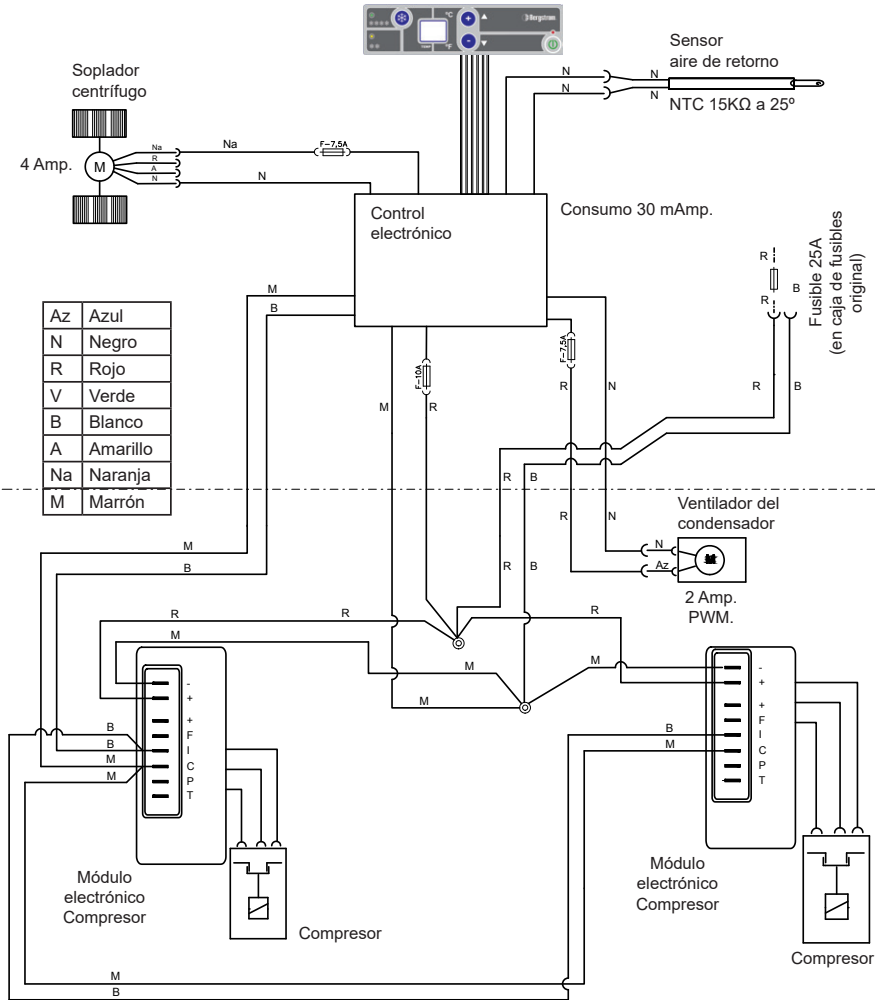 °C
Bergstrom
°F
Sensor
aire de retorno
NTC 15KΩ a 25º
N
N
N
N
Soplador
centrífugo
4 Amp.
M
Na
R
A
N
Na
F-7,5A
N
Control
electrónico
Consumo 30 mAmp.
Fusible 25A
(en caja de fusibles
original)
R
R
B
R
B
M
B
Az Azul
N Negro
R Rojo
V Verde
B Blanco
A Amarillo
Na Naranja
M Marrón
F-10A
M
R
F-7,5A
R
N
R
B
R
N
M
B
R
B
Ventilador del
condensador
N
Az
M
2 Amp.
PWM.
R
R
R
M
M
M
M
-
+
+
F
I
C
P
T
B
B
M
M
B
M
-
+
+
F
I
C
P
T
Módulo
electrónico
Compresor
Compresor
Módulo
electrónico
Compresor
Compresor
M
B